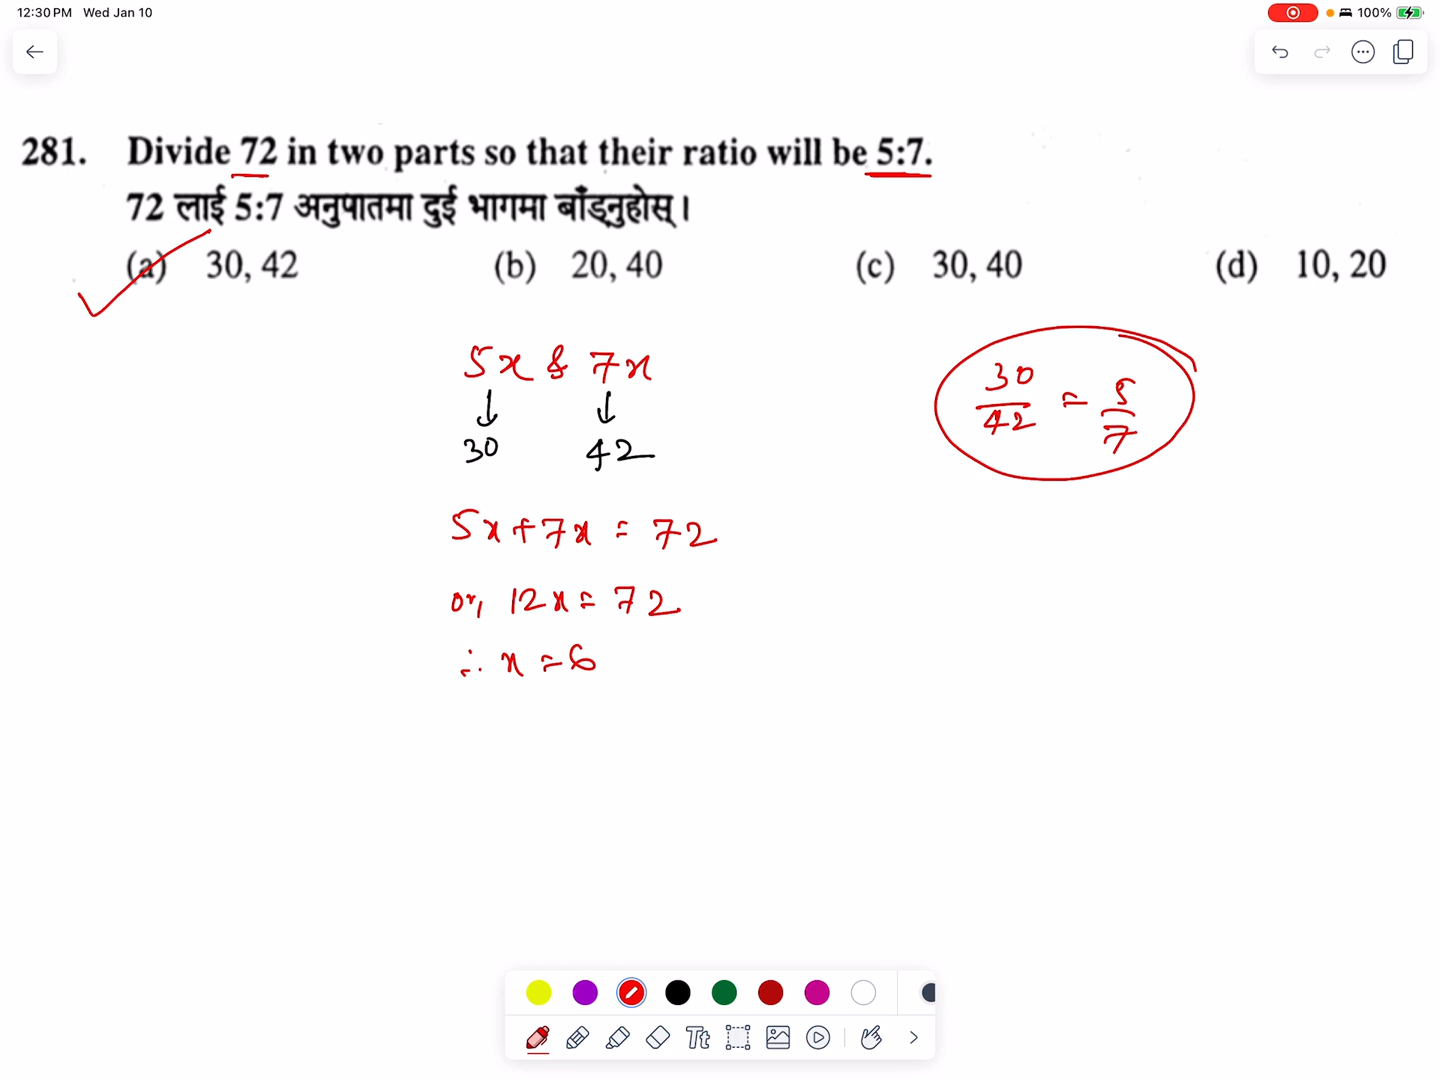 12:30 PM Wed Jan 10
100%
281. Divide 72 in two parts so that their ratio will be 5:7.
72 लाई 5:7 अनुपातमा दुई भागमा बाँड्नुहोस्।
(a) 30, 42 (b) 20, 40 (c) 30, 40 (d) 10, 20
5x & 7x
↓ ↓
30 42
30/42 = 5/7
5x+7x = 72
or, 12x = 72
∴ x = 6
Tt